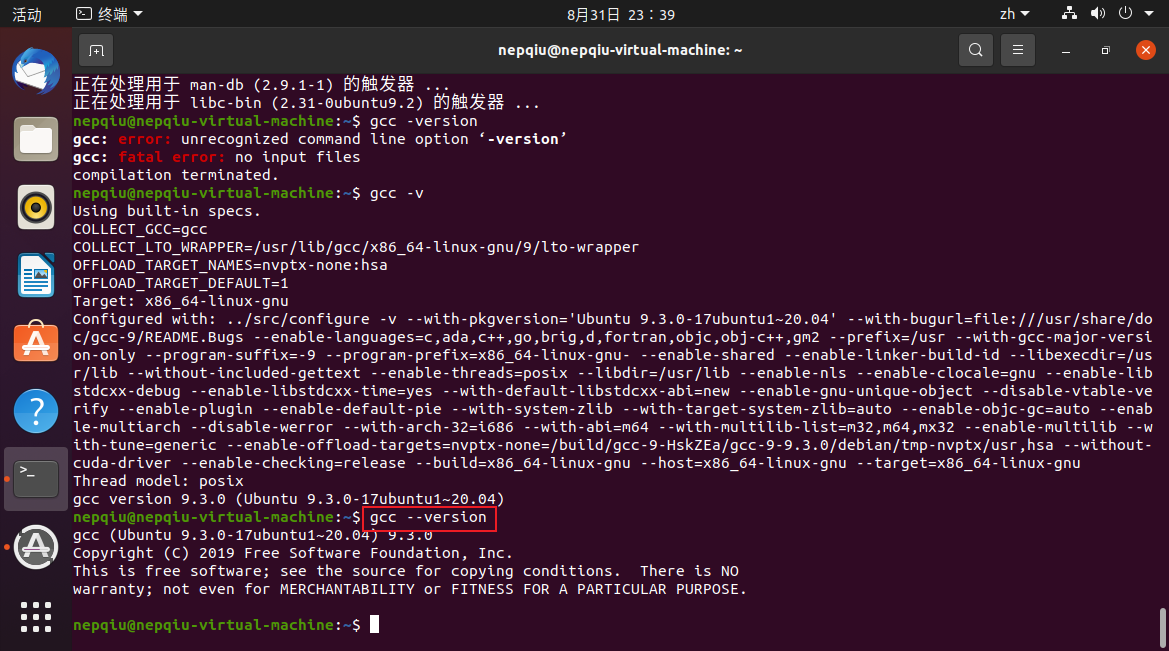 活动 终端 8月31日 23：39 zh
nepqiu@nepqiu-virtual-machine: ~
正在处理用于 man-db (2.9.1-1) 的触发器 ...
正在处理用于 libc-bin (2.31-0ubuntu9.2) 的触发器 ...
nepqiu@nepqiu-virtual-machine:~$ gcc -version
gcc: error: unrecognized command line option ‘-version’
gcc: fatal error: no input files
compilation terminated.
nepqiu@nepqiu-virtual-machine:~$ gcc -v
Using built-in specs.
COLLECT_GCC=gcc
COLLECT_LTO_WRAPPER=/usr/lib/gcc/x86_64-linux-gnu/9/lto-wrapper
OFFLOAD_TARGET_NAMES=nvptx-none:hsa
OFFLOAD_TARGET_DEFAULT=1
Target: x86_64-linux-gnu
Configured with: ../src/configure -v --with-pkgversion='Ubuntu 9.3.0-17ubuntu1~20.04' --with-bugurl=file:///usr/share/do
c/gcc-9/README.Bugs --enable-languages=c,ada,c++,go,brig,d,fortran,objc,obj-c++,gm2 --prefix=/usr --with-gcc-major-versi
on-only --program-suffix=-9 --program-prefix=x86_64-linux-gnu- --enable-shared --enable-linker-build-id --libexecdir=/us
r/lib --without-included-gettext --enable-threads=posix --libdir=/usr/lib --enable-nls --enable-clocale=gnu --enable-lib
stdcxx-debug --enable-libstdcxx-time=yes --with-default-libstdcxx-abi=new --enable-gnu-unique-object --disable-vtable-ve
rify --enable-plugin --enable-default-pie --with-system-zlib --with-target-system-zlib=auto --enable-objc-gc=auto --enab
le-multiarch --disable-werror --with-arch-32=i686 --with-abi=m64 --with-multilib-list=m32,m64,mx32 --enable-multilib --w
ith-tune=generic --enable-offload-targets=nvptx-none=/build/gcc-9-HskZEa/gcc-9-9.3.0/debian/tmp-nvptx/usr,hsa --without-
cuda-driver --enable-checking=release --build=x86_64-linux-gnu --host=x86_64-linux-gnu --target=x86_64-linux-gnu
Thread model: posix
gcc version 9.3.0 (Ubuntu 9.3.0-17ubuntu1~20.04)
nepqiu@nepqiu-virtual-machine:~$ gcc --version
gcc (Ubuntu 9.3.0-17ubuntu1~20.04) 9.3.0
Copyright (C) 2019 Free Software Foundation, Inc.
This is free software; see the source for copying conditions.  There is NO
warranty; not even for MERCHANTABILITY or FITNESS FOR A PARTICULAR PURPOSE.
nepqiu@nepqiu-virtual-machine:~$